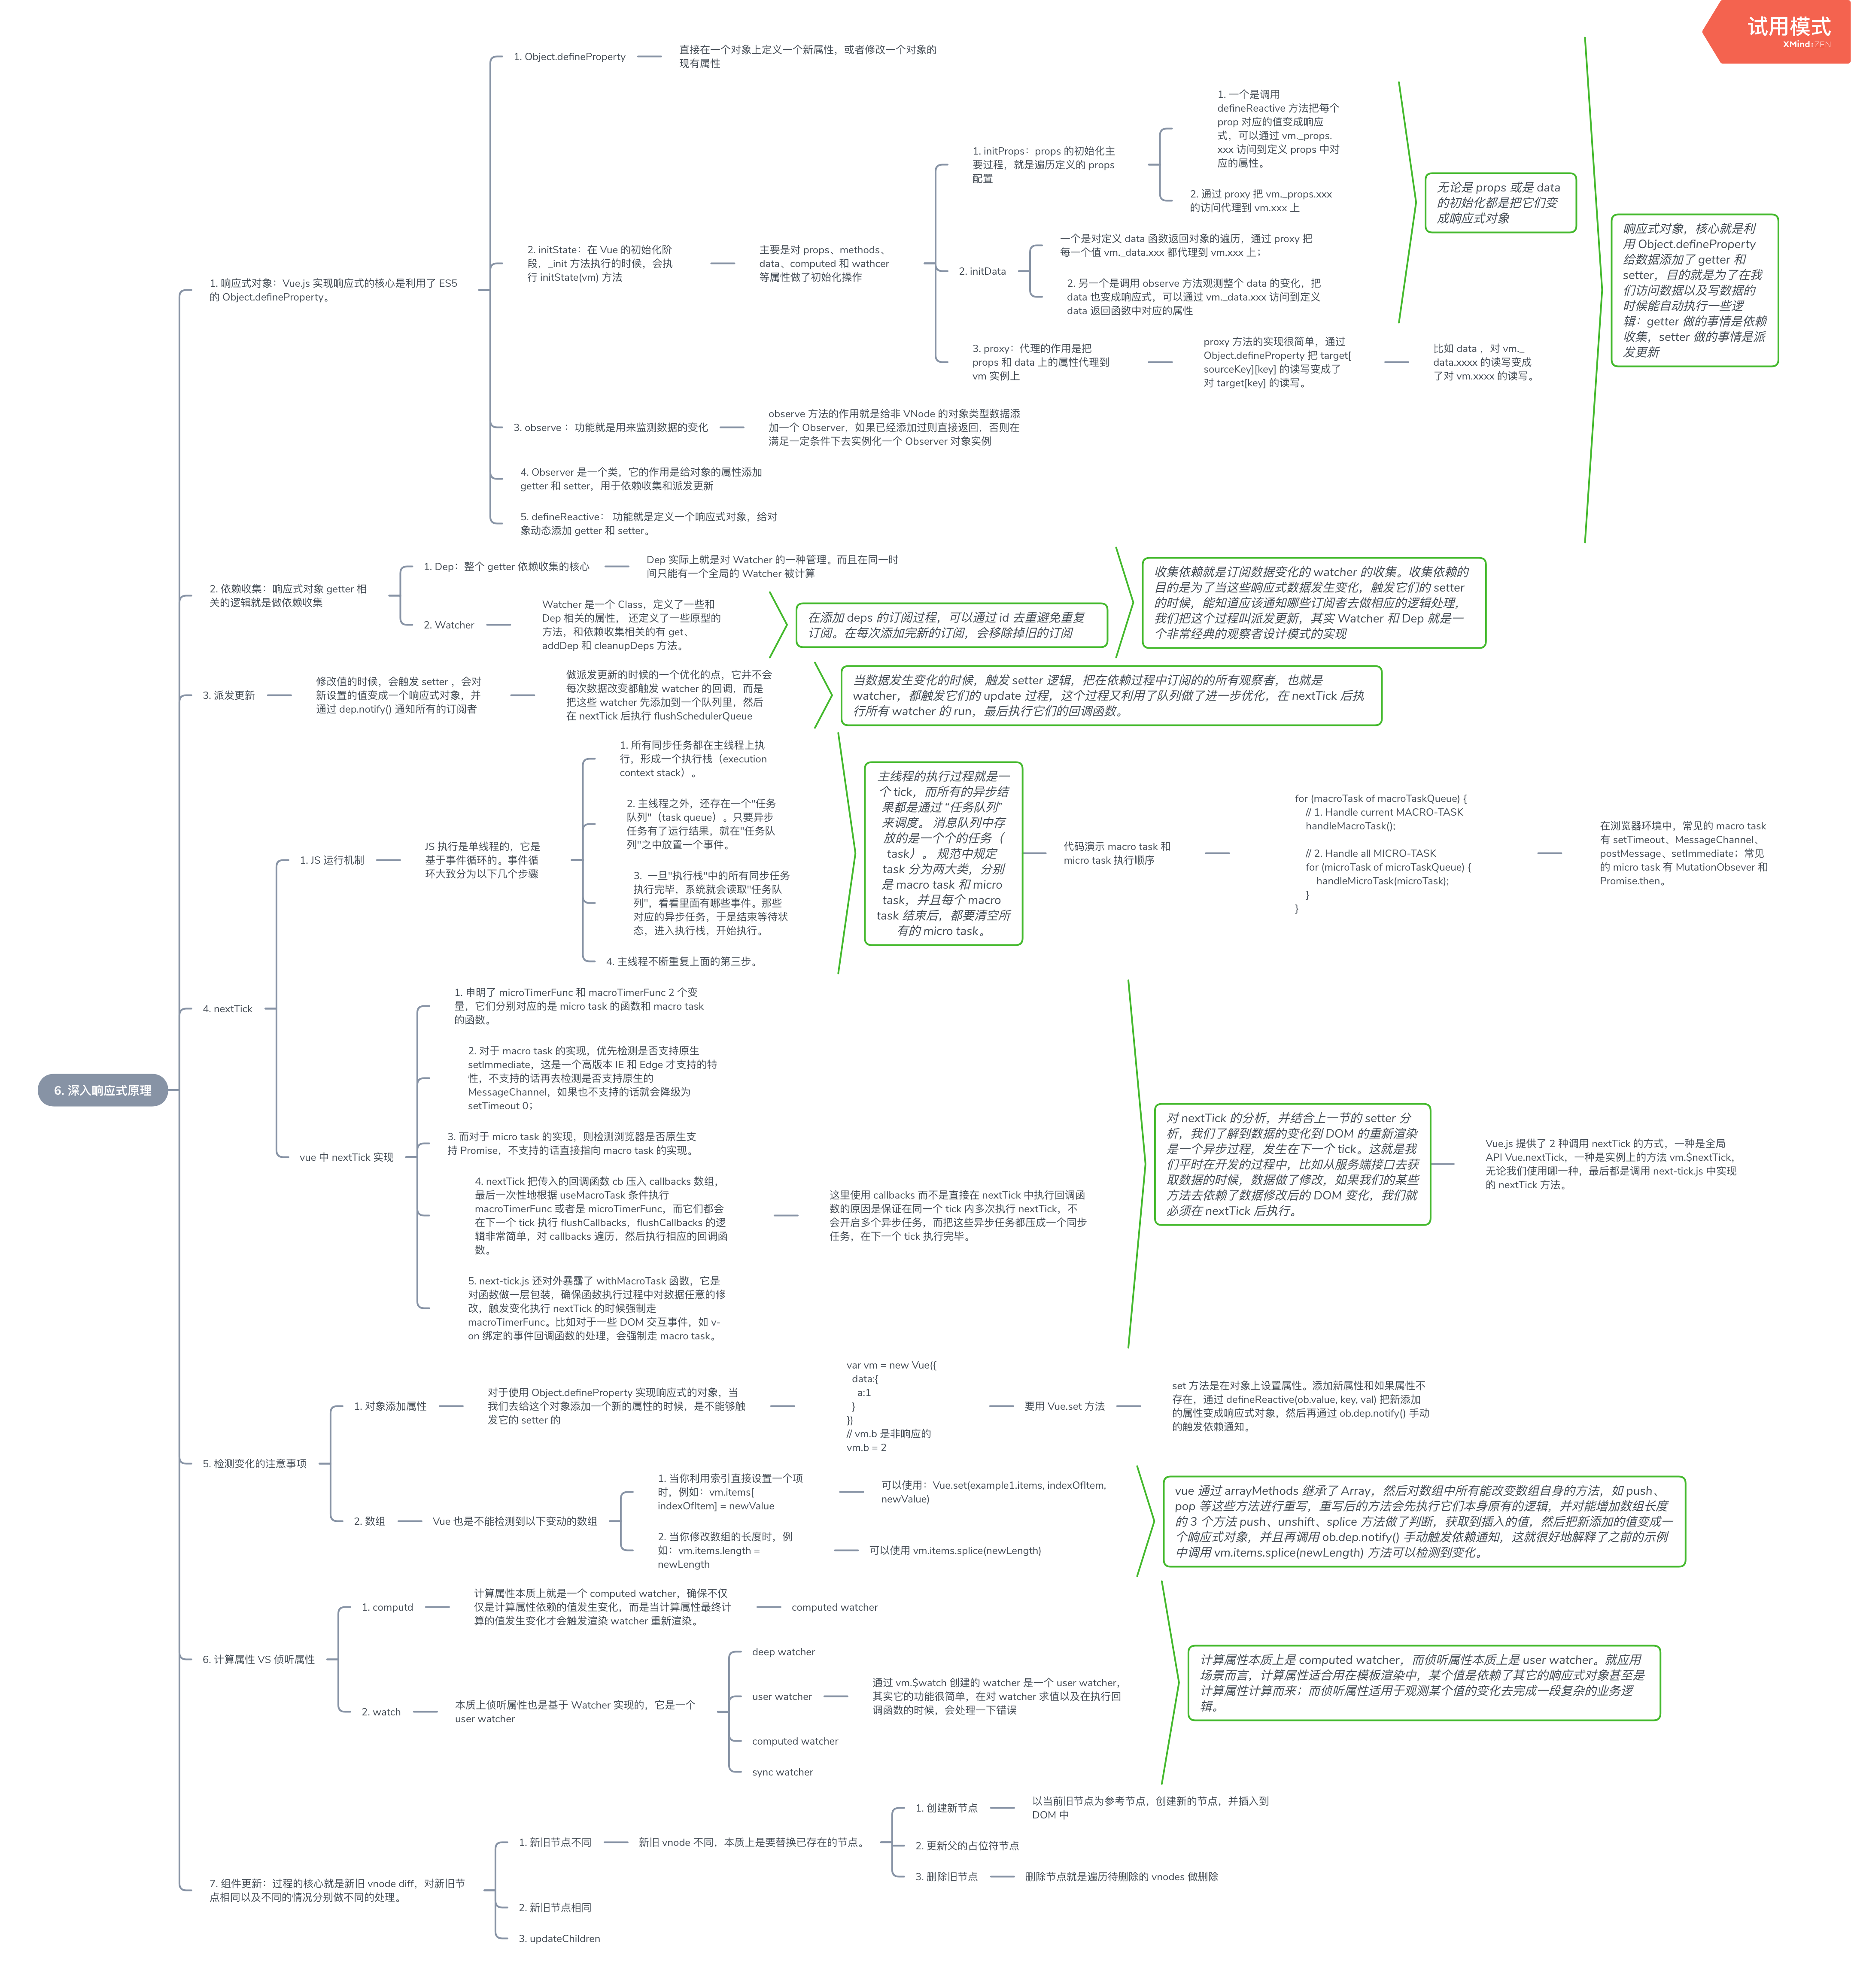 试用模式
XMind:ZEN
6. 深入响应式原理
1. 响应式对象：Vue.js 实现响应式的核心是利用了 ES5
的 Object.defineProperty。
1. Object.defineProperty
直接在一个对象上定义一个新属性，或者修改一个对象的
现有属性
2. initState：在 Vue 的初始化阶
段，_init 方法执行的时候，会执
行 initState(vm) 方法
主要是对 props、methods、
data、computed 和 wathcer
等属性做了初始化操作
1. initProps：props 的初始化主
要过程，就是遍历定义的 props
配置
1. 一个是调用
defineReactive 方法把每个
prop 对应的值变成响应
式，可以通过 vm._props.
xxx 访问到定义 props 中对
应的属性。
2. 通过 proxy 把 vm._props.xxx
的访问代理到 vm.xxx 上
2. initData
一个是对定义 data 函数返回对象的遍历，通过 proxy 把
每一个值 vm._data.xxx 都代理到 vm.xxx 上；
2. 另一个是调用 observe 方法观测整个 data 的变化，把
data 也变成响应式，可以通过 vm._data.xxx 访问到定义
data 返回函数中对应的属性
无论是 props 或是 data
的初始化都是把它们变
成响应式对象
3. proxy：代理的作用是把
props 和 data 上的属性代理到
vm 实例上
proxy 方法的实现很简单，通过
Object.defineProperty 把 target[
sourceKey][key] 的读写变成了
对 target[key] 的读写。
比如 data ，对 vm._
data.xxxx 的读写变成
了对 vm.xxxx 的读写。
3. observe ：功能就是用来监测数据的变化
observe 方法的作用就是给非 VNode 的对象类型数据添
加一个 Observer，如果已经添加过则直接返回，否则在
满足一定条件下去实例化一个 Observer 对象实例
4. Observer 是一个类，它的作用是给对象的属性添加
getter 和 setter，用于依赖收集和派发更新
5. defineReactive： 功能就是定义一个响应式对象，给对
象动态添加 getter 和 setter。
响应式对象，核心就是利
用 Object.defineProperty
给数据添加了 getter 和
setter，目的就是为了在我
们访问数据以及写数据的
时候能自动执行一些逻
辑：getter 做的事情是依赖
收集，setter 做的事情是派
发更新
2. 依赖收集：响应式对象 getter 相
关的逻辑就是做依赖收集
1. Dep：整个 getter 依赖收集的核心
Dep 实际上就是对 Watcher 的一种管理。而且在同一时
间只能有一个全局的 Watcher 被计算
2. Watcher
Watcher 是一个 Class，定义了一些和
Dep 相关的属性， 还定义了一些原型的
方法，和依赖收集相关的有 get、
addDep 和 cleanupDeps 方法。
在添加 deps 的订阅过程，可以通过 id 去重避免重复
订阅。在每次添加完新的订阅，会移除掉旧的订阅
收集依赖就是订阅数据变化的 watcher 的收集。收集依赖的
目的是为了当这些响应式数据发生变化，触发它们的 setter
的时候，能知道应该通知哪些订阅者去做相应的逻辑处理，
我们把这个过程叫派发更新，其实 Watcher 和 Dep 就是一
个非常经典的观察者设计模式的实现
3. 派发更新
修改值的时候，会触发 setter ，会对
新设置的值变成一个响应式对象，并
通过 dep.notify() 通知所有的订阅者
做派发更新的时候的一个优化的点，它并不会
每次数据改变都触发 watcher 的回调，而是
把这些 watcher 先添加到一个队列里，然后
在 nextTick 后执行 flushSchedulerQueue
当数据发生变化的时候，触发 setter 逻辑，把在依赖过程中订阅的的所有观察者，也就是
watcher，都触发它们的 update 过程，这个过程又利用了队列做了进一步优化，在 nextTick 后执
行所有 watcher 的 run，最后执行它们的回调函数。
4. nextTick
1. JS 运行机制
JS 执行是单线程的，它是
基于事件循环的。事件循
环大致分为以下几个步骤
1. 所有同步任务都在主线程上执
行，形成一个执行栈（execution
context stack）。
2. 主线程之外，还存在一个"任务
队列"（task queue）。只要异步
任务有了运行结果，就在"任务队
列"之中放置一个事件。
3. 一旦"执行栈"中的所有同步任务
执行完毕，系统就会读取"任务队
列"，看看里面有哪些事件。那些
对应的异步任务，于是结束等待状
态，进入执行栈，开始执行。
4. 主线程不断重复上面的第三步。
主线程的执行过程就是一
个 tick，而所有的异步结
果都是通过 “任务队列”
来调度。 消息队列中存
放的是一个个的任务（
task）。 规范中规定
task 分为两大类，分别
是 macro task 和 micro
task，并且每个 macro
task 结束后，都要清空所
有的 micro task。
代码演示 macro task 和
micro task 执行顺序
for (macroTask of macroTaskQueue) {
// 1. Handle current MACRO-TASK
handleMacroTask();
// 2. Handle all MICRO-TASK
for (microTask of microTaskQueue) {
handleMicroTask(microTask);
}
}
在浏览器环境中，常见的 macro task
有 setTimeout、MessageChannel、
postMessage、setImmediate；常见
的 micro task 有 MutationObsever 和
Promise.then。
vue 中 nextTick 实现
1. 申明了 microTimerFunc 和 macroTimerFunc 2 个变
量，它们分别对应的是 micro task 的函数和 macro task
的函数。
2. 对于 macro task 的实现，优先检测是否支持原生
setImmediate，这是一个高版本 IE 和 Edge 才支持的特
性，不支持的话再去检测是否支持原生的
MessageChannel，如果也不支持的话就会降级为
setTimeout 0；
3. 而对于 micro task 的实现，则检测浏览器是否原生支
持 Promise，不支持的话直接指向 macro task 的实现。
4. nextTick 把传入的回调函数 cb 压入 callbacks 数组，
最后一次性地根据 useMacroTask 条件执行
macroTimerFunc 或者是 microTimerFunc，而它们都会
在下一个 tick 执行 flushCallbacks，flushCallbacks 的逻
辑非常简单，对 callbacks 遍历，然后执行相应的回调函
数。
这里使用 callbacks 而不是直接在 nextTick 中执行回调函
数的原因是保证在同一个 tick 内多次执行 nextTick，不
会开启多个异步任务，而把这些异步任务都压成一个同步
任务，在下一个 tick 执行完毕。
5. next-tick.js 还对外暴露了 withMacroTask 函数，它是
对函数做一层包装，确保函数执行过程中对数据任意的修
改，触发变化执行 nextTick 的时候强制走
macroTimerFunc。比如对于一些 DOM 交互事件，如 v-
on 绑定的事件回调函数的处理，会强制走 macro task。
对 nextTick 的分析，并结合上一节的 setter 分
析，我们了解到数据的变化到 DOM 的重新渲染
是一个异步过程，发生在下一个 tick。这就是我
们平时在开发的过程中，比如从服务端接口去获
取数据的时候，数据做了修改，如果我们的某些
方法去依赖了数据修改后的 DOM 变化，我们就
必须在 nextTick 后执行。
Vue.js 提供了 2 种调用 nextTick 的方式，一种是全局
API Vue.nextTick，一种是实例上的方法 vm.$nextTick，
无论我们使用哪一种，最后都是调用 next-tick.js 中实现
的 nextTick 方法。
5. 检测变化的注意事项
1. 对象添加属性
对于使用 Object.defineProperty 实现响应式的对象，当
我们去给这个对象添加一个新的属性的时候，是不能够触
发它的 setter 的
var vm = new Vue({
data:{
a:1
}
})
// vm.b 是非响应的
vm.b = 2
要用 Vue.set 方法
set 方法是在对象上设置属性。添加新属性和如果属性不
存在，通过 defineReactive(ob.value, key, val) 把新添加
的属性变成响应式对象，然后再通过 ob.dep.notify() 手动
的触发依赖通知。
2. 数组
Vue 也是不能检测到以下变动的数组
1. 当你利用索引直接设置一个项
时，例如：vm.items[
indexOfItem] = newValue
可以使用：Vue.set(example1.items, indexOfItem,
newValue)
2. 当你修改数组的长度时，例
如：vm.items.length =
newLength
可以使用 vm.items.splice(newLength)
vue 通过 arrayMethods 继承了 Array，然后对数组中所有能改变数组自身的方法，如 push、
pop 等这些方法进行重写，重写后的方法会先执行它们本身原有的逻辑，并对能增加数组长度
的 3 个方法 push、unshift、splice 方法做了判断，获取到插入的值，然后把新添加的值变成一
个响应式对象，并且再调用 ob.dep.notify() 手动触发依赖通知，这就很好地解释了之前的示例
中调用 vm.items.splice(newLength) 方法可以检测到变化。
6. 计算属性 VS 侦听属性
1. computd
计算属性本质上就是一个 computed watcher，确保不仅
仅是计算属性依赖的值发生变化，而是当计算属性最终计
算的值发生变化才会触发渲染 watcher 重新渲染。
computed watcher
2. watch
本质上侦听属性也是基于 Watcher 实现的，它是一个
user watcher
deep watcher
user watcher
通过 vm.$watch 创建的 watcher 是一个 user watcher，
其实它的功能很简单，在对 watcher 求值以及在执行回
调函数的时候，会处理一下错误
computed watcher
sync watcher
计算属性本质上是 computed watcher，而侦听属性本质上是 user watcher。就应用
场景而言，计算属性适合用在模板渲染中，某个值是依赖了其它的响应式对象甚至是
计算属性计算而来；而侦听属性适用于观测某个值的变化去完成一段复杂的业务逻
辑。
7. 组件更新：过程的核心就是新旧 vnode diff，对新旧节
点相同以及不同的情况分别做不同的处理。
1. 新旧节点不同
新旧 vnode 不同，本质上是要替换已存在的节点。
1. 创建新节点
以当前旧节点为参考节点，创建新的节点，并插入到
DOM 中
2. 更新父的占位符节点
3. 删除旧节点
删除节点就是遍历待删除的 vnodes 做删除
2. 新旧节点相同
3. updateChildren